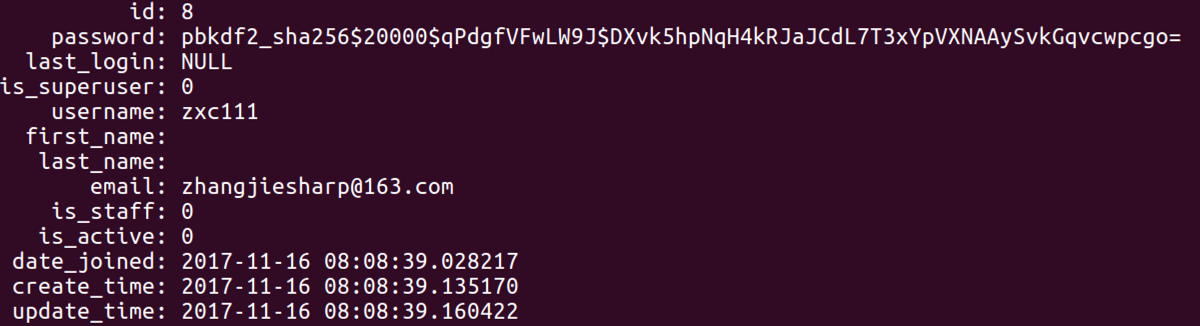 id: 8
password: pbkdf2_sha256$20000$qPdgfVFwLW9J$DXvk5hpNqH4kRJaJCdL7T3xYpVXNAAySvkGqvcwpcgo=
last_login: NULL
is_superuser: 0
username: zxc111
first_name:
last_name:
email: zhangjiesharp@163.com
is_staff: 0
is_active: 0
date_joined: 2017-11-16 08:08:39.028217
create_time: 2017-11-16 08:08:39.135170
update_time: 2017-11-16 08:08:39.160422